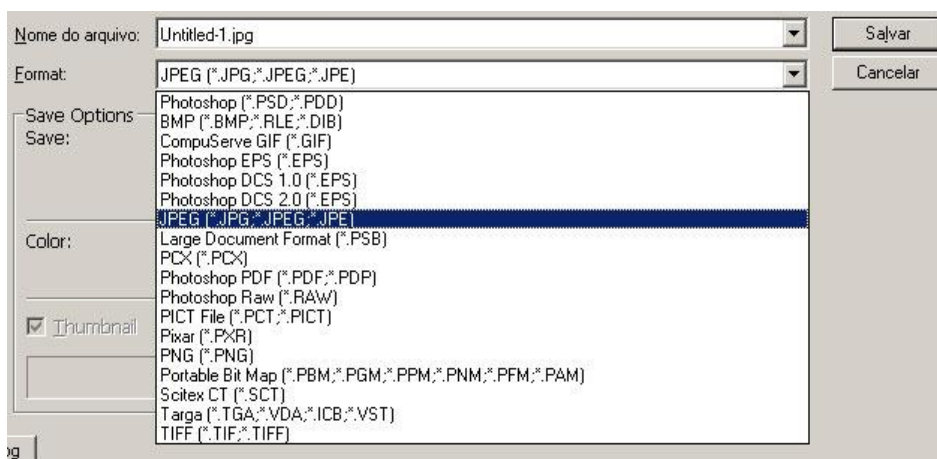 Nome do arquivo: Untitled-1.jpg Salvar
Format: JPEG (*.JPG;*.JPEG;*.JPE) Cancelar
Photoshop (*.PSD;*.PDD)
Save Options BMP (*.BMP;*.RLE;*.DIB)
Save: CompuServe GIF (*.GIF)
Photoshop EPS (*.EPS)
Photoshop DCS 1.0 (*.EPS)
Photoshop DCS 2.0 (*.EPS)
JPEG (*.JPG;*.JPEG;*.JPE)
Color: Large Document Format (*.PSB)
PCX (*.PCX)
Photoshop PDF (*.PDF;*.PDP)
Photoshop Raw (*.RAW)
PICT File (*.PCT;*.PICT)
Thumbnail Pixar (*.PXR)
PNG (*.PNG)
Portable Bit Map (*.PBM;*.PGM;*.PPM;*.PNM;*.PFM;*.PAM)
Scitex CT (*.SCT)
Targa (*.TGA;*.VDA;*.ICB;*.VST)
TIFF (*.TIF;*.TIFF)